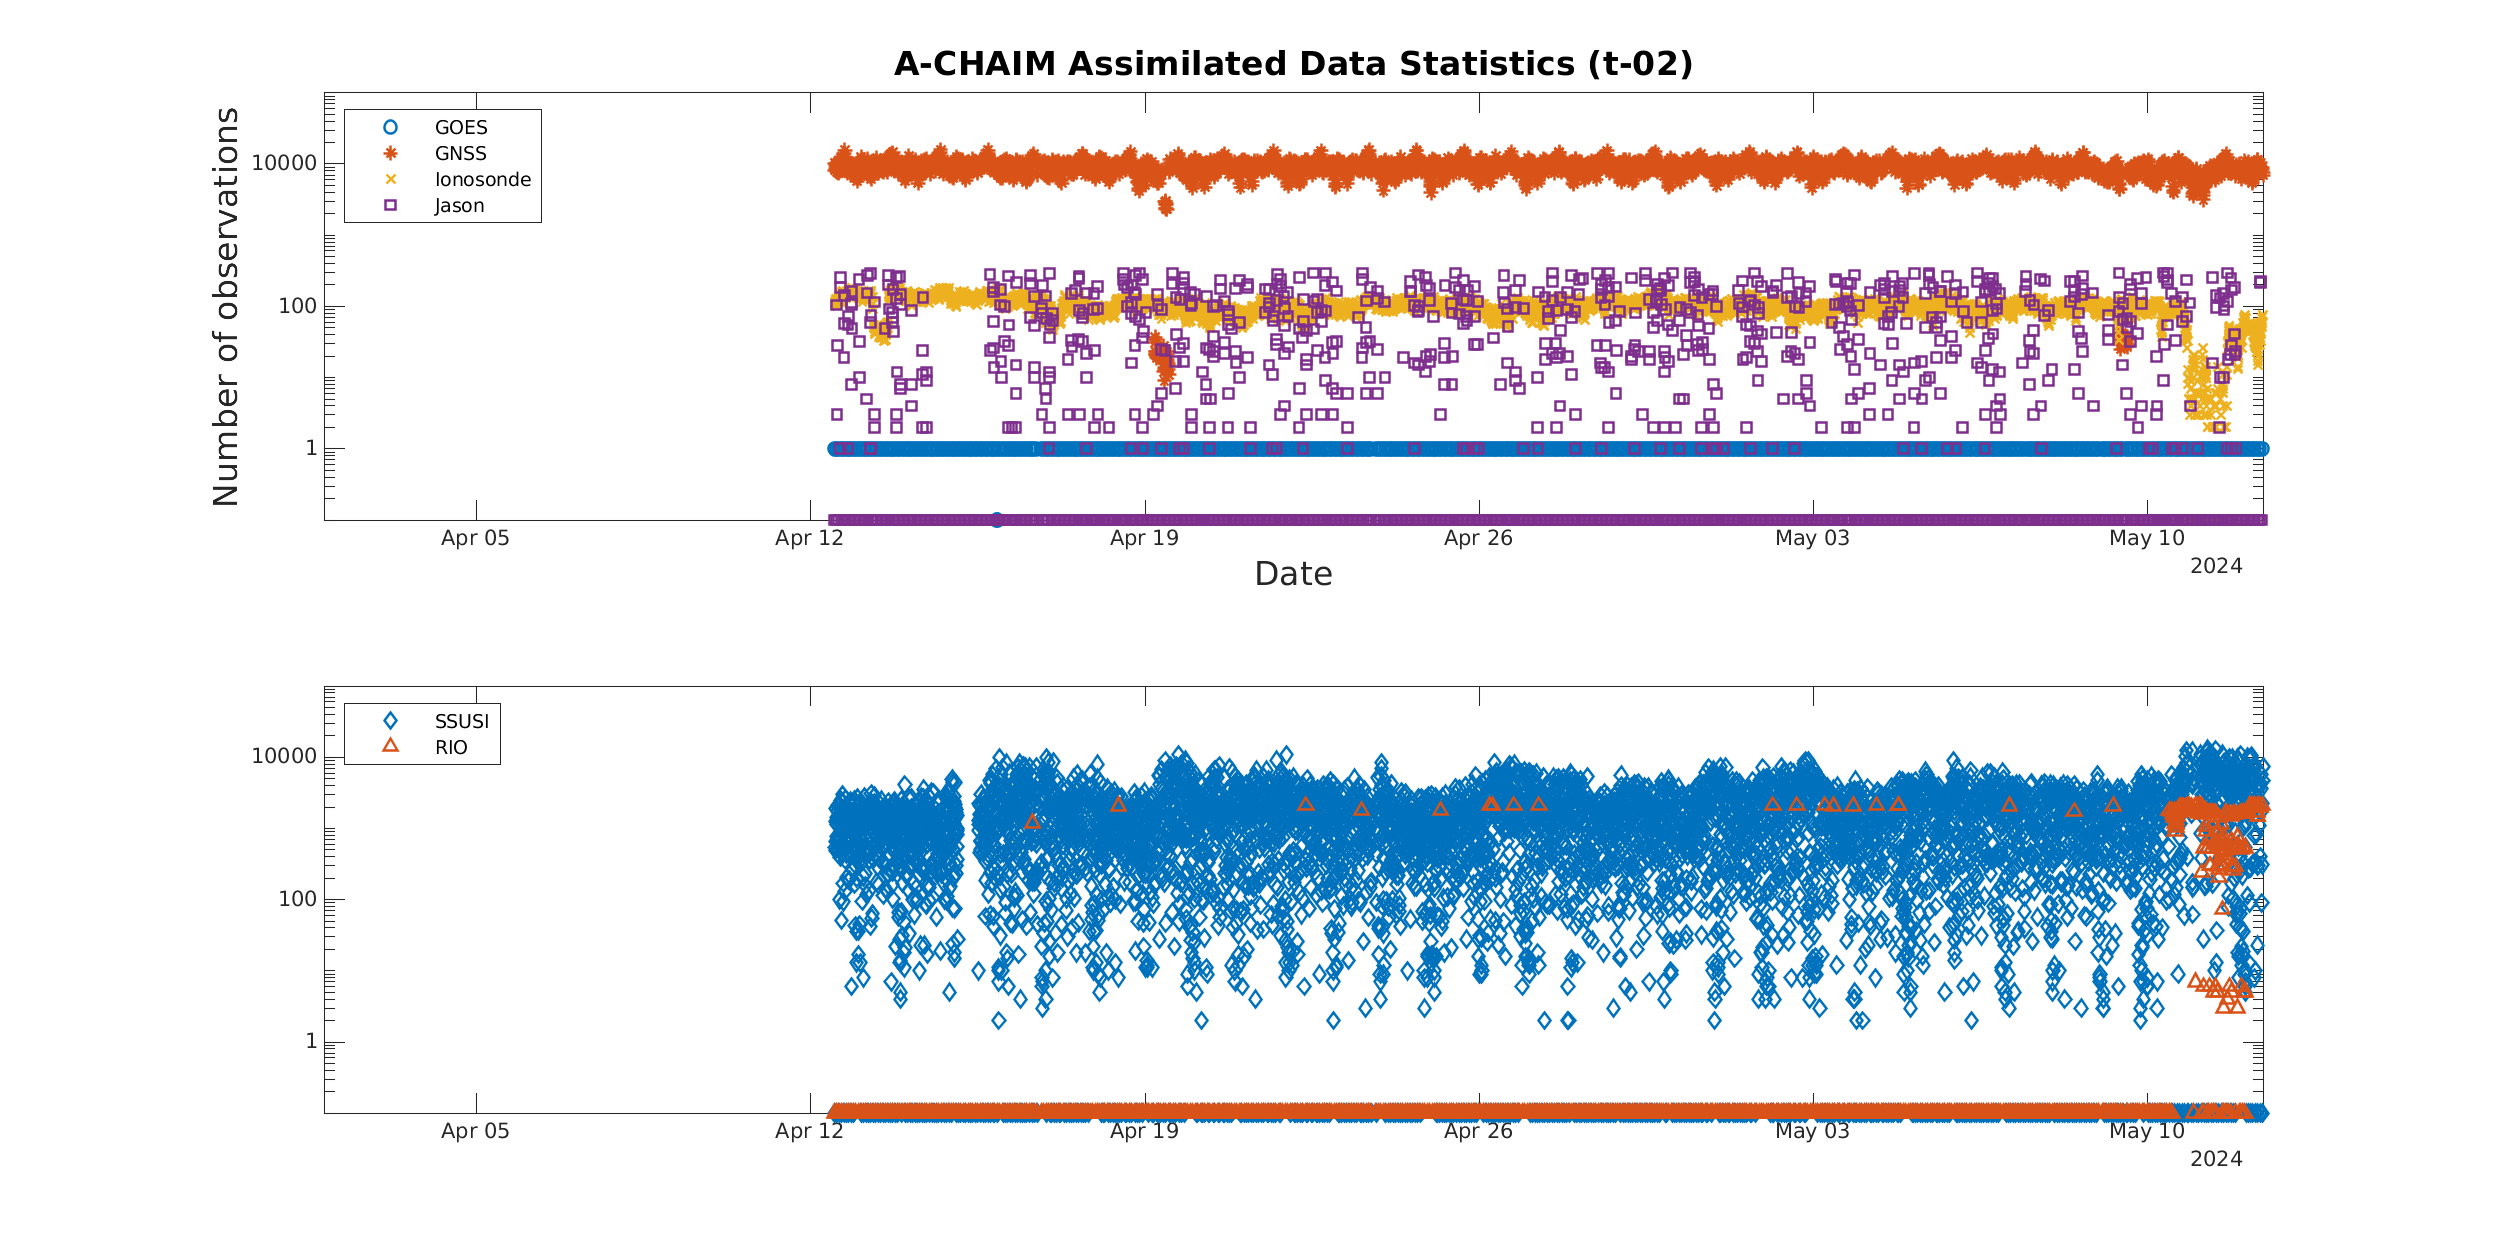 A-CHAIM Assimilated Data Statistics (t-02)
Number of observations
GOES
GNSS
Ionosonde
Jason
10000
100
1
Apr 05 Apr 12 Apr 19 Apr 26 May 03 May 10
2024
Date
SSUSI
RIO
10000
100
1
Apr 05 Apr 12 Apr 19 Apr 26 May 03 May 10
2024